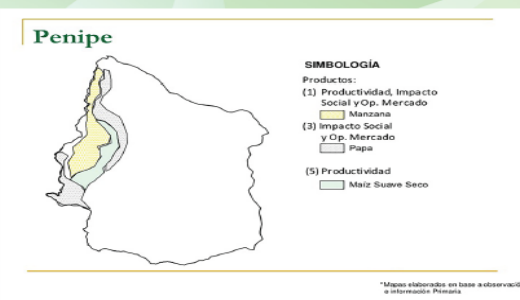 Penipe
SIMBOLOGÍA
Productos:
(1) Productividad, Impacto
Social y Op. Mercado
Manzana
(3) Impacto Social
y Op. Mercado
Papa
(5) Productividad
Maíz Suave Seco
*Mapas elaborados en base a observació
o información Primaria